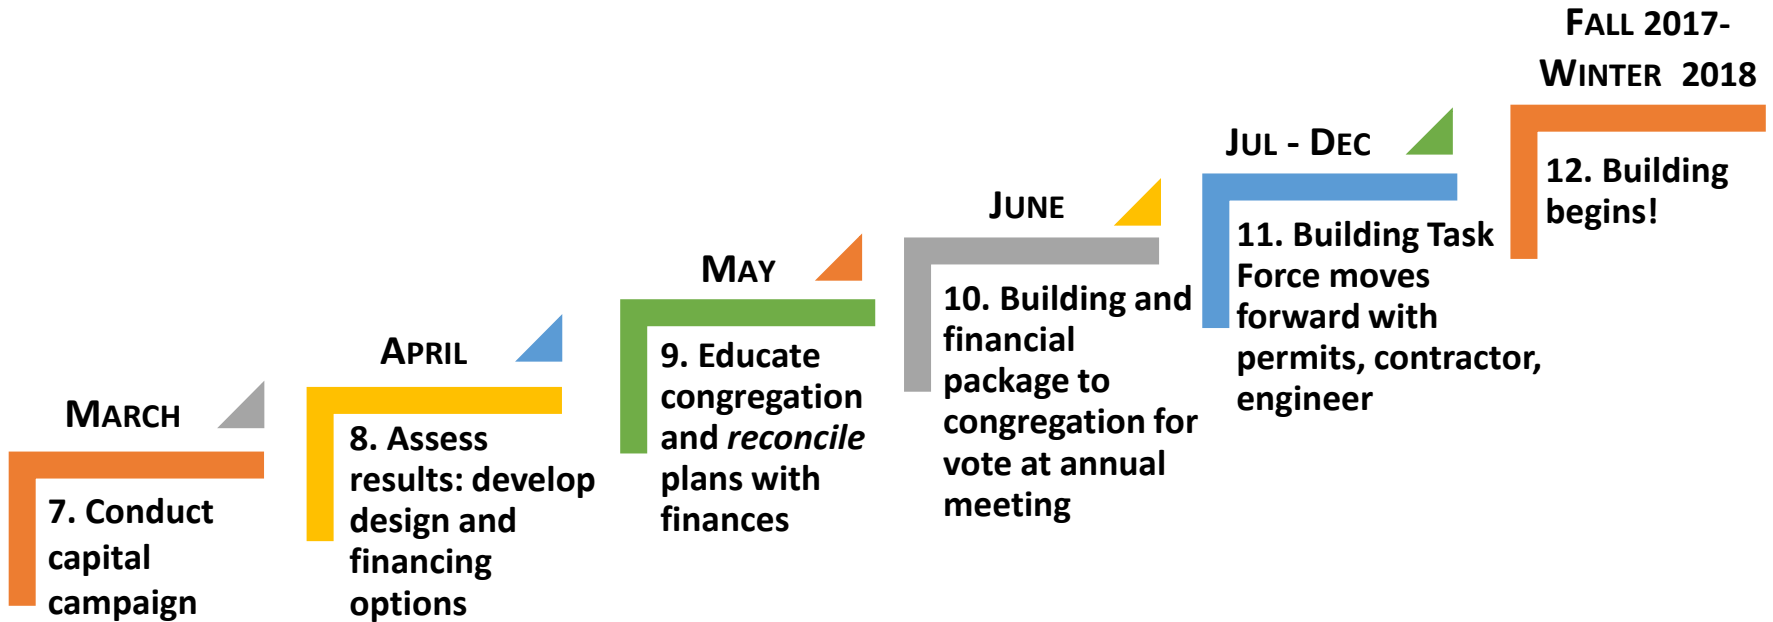 MARCH
7. Conduct
capital
campaign
APRIL
8. Assess
results: develop
design and
financing
options
MAY
9. Educate
congregation
and reconcile
plans with
finances
JUNE
10. Building and
financial
package to
congregation for
vote at annual
meeting
JUL - DEC
11. Building Task
Force moves
forward with
permits, contractor,
engineer
FALL 2017-
WINTER 2018
12. Building
begins!